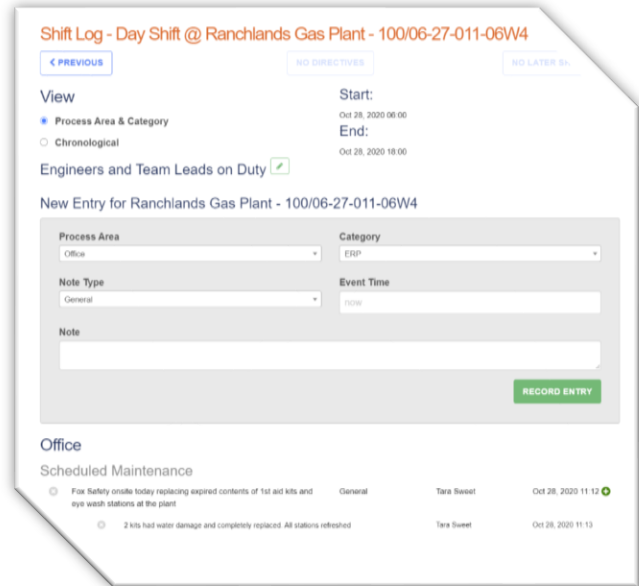 Shift Log - Day Shift @ Ranchlands Gas Plant - 100/06-27-011-06W4
PREVIOUS
NO DIRECTIVES
NO LATER
View
Start:
Process Area & Category
Oct 28, 2020 06:00
Chronological
End:
Oct 28, 2020 18:00
Engineers and Team Leads on Duty
New Entry for Ranchlands Gas Plant - 100/06-27-011-06W4
Process Area
Category
Office
ERP
Note Type
Event Time
General
now
Note
RECORD ENTRY
Office
Scheduled Maintenance
Fox Safety onsite today replacing expired contents of 1st aid kits and
General
Tara Sweet
Oct 28, 2020 11:12
eye wash stations at the plant
2 kits had water damage and completely replaced. All stations refreshed
Tara Sweet
Oct 28, 2020 11:13